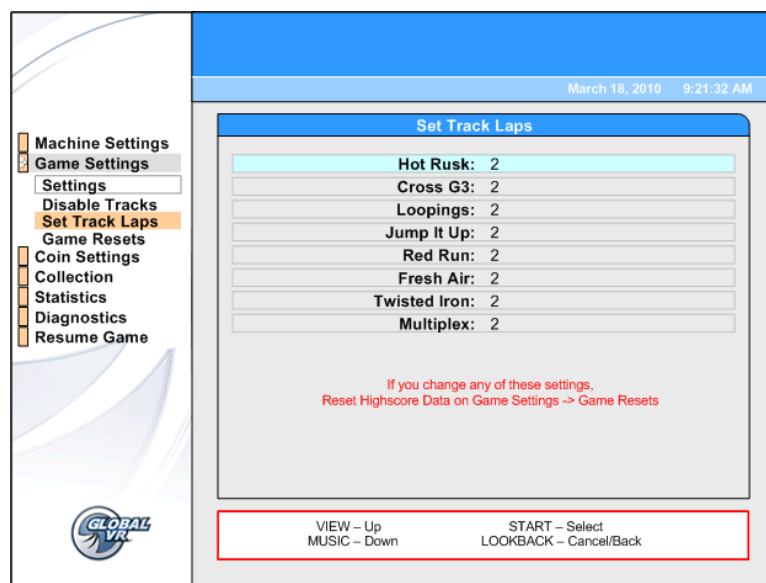 March 18, 2010 9:21:32 AM
Machine Settings
Game Settings
Settings
Disable Tracks
Set Track Laps
Game Resets
Coin Settings
Collection
Statistics
Diagnostics
Resume Game
GLOBAL
VR
Set Track Laps
Hot Rusk: 2
Cross G3: 2
Loopings: 2
Jump It Up: 2
Red Run: 2
Fresh Air: 2
Twisted Iron: 2
Multiplex: 2
If you change any of these settings,
Reset Highscore Data on Game Settings -> Game Resets
VIEW – Up START – Select
MUSIC – Down LOOKBACK – Cancel/Back